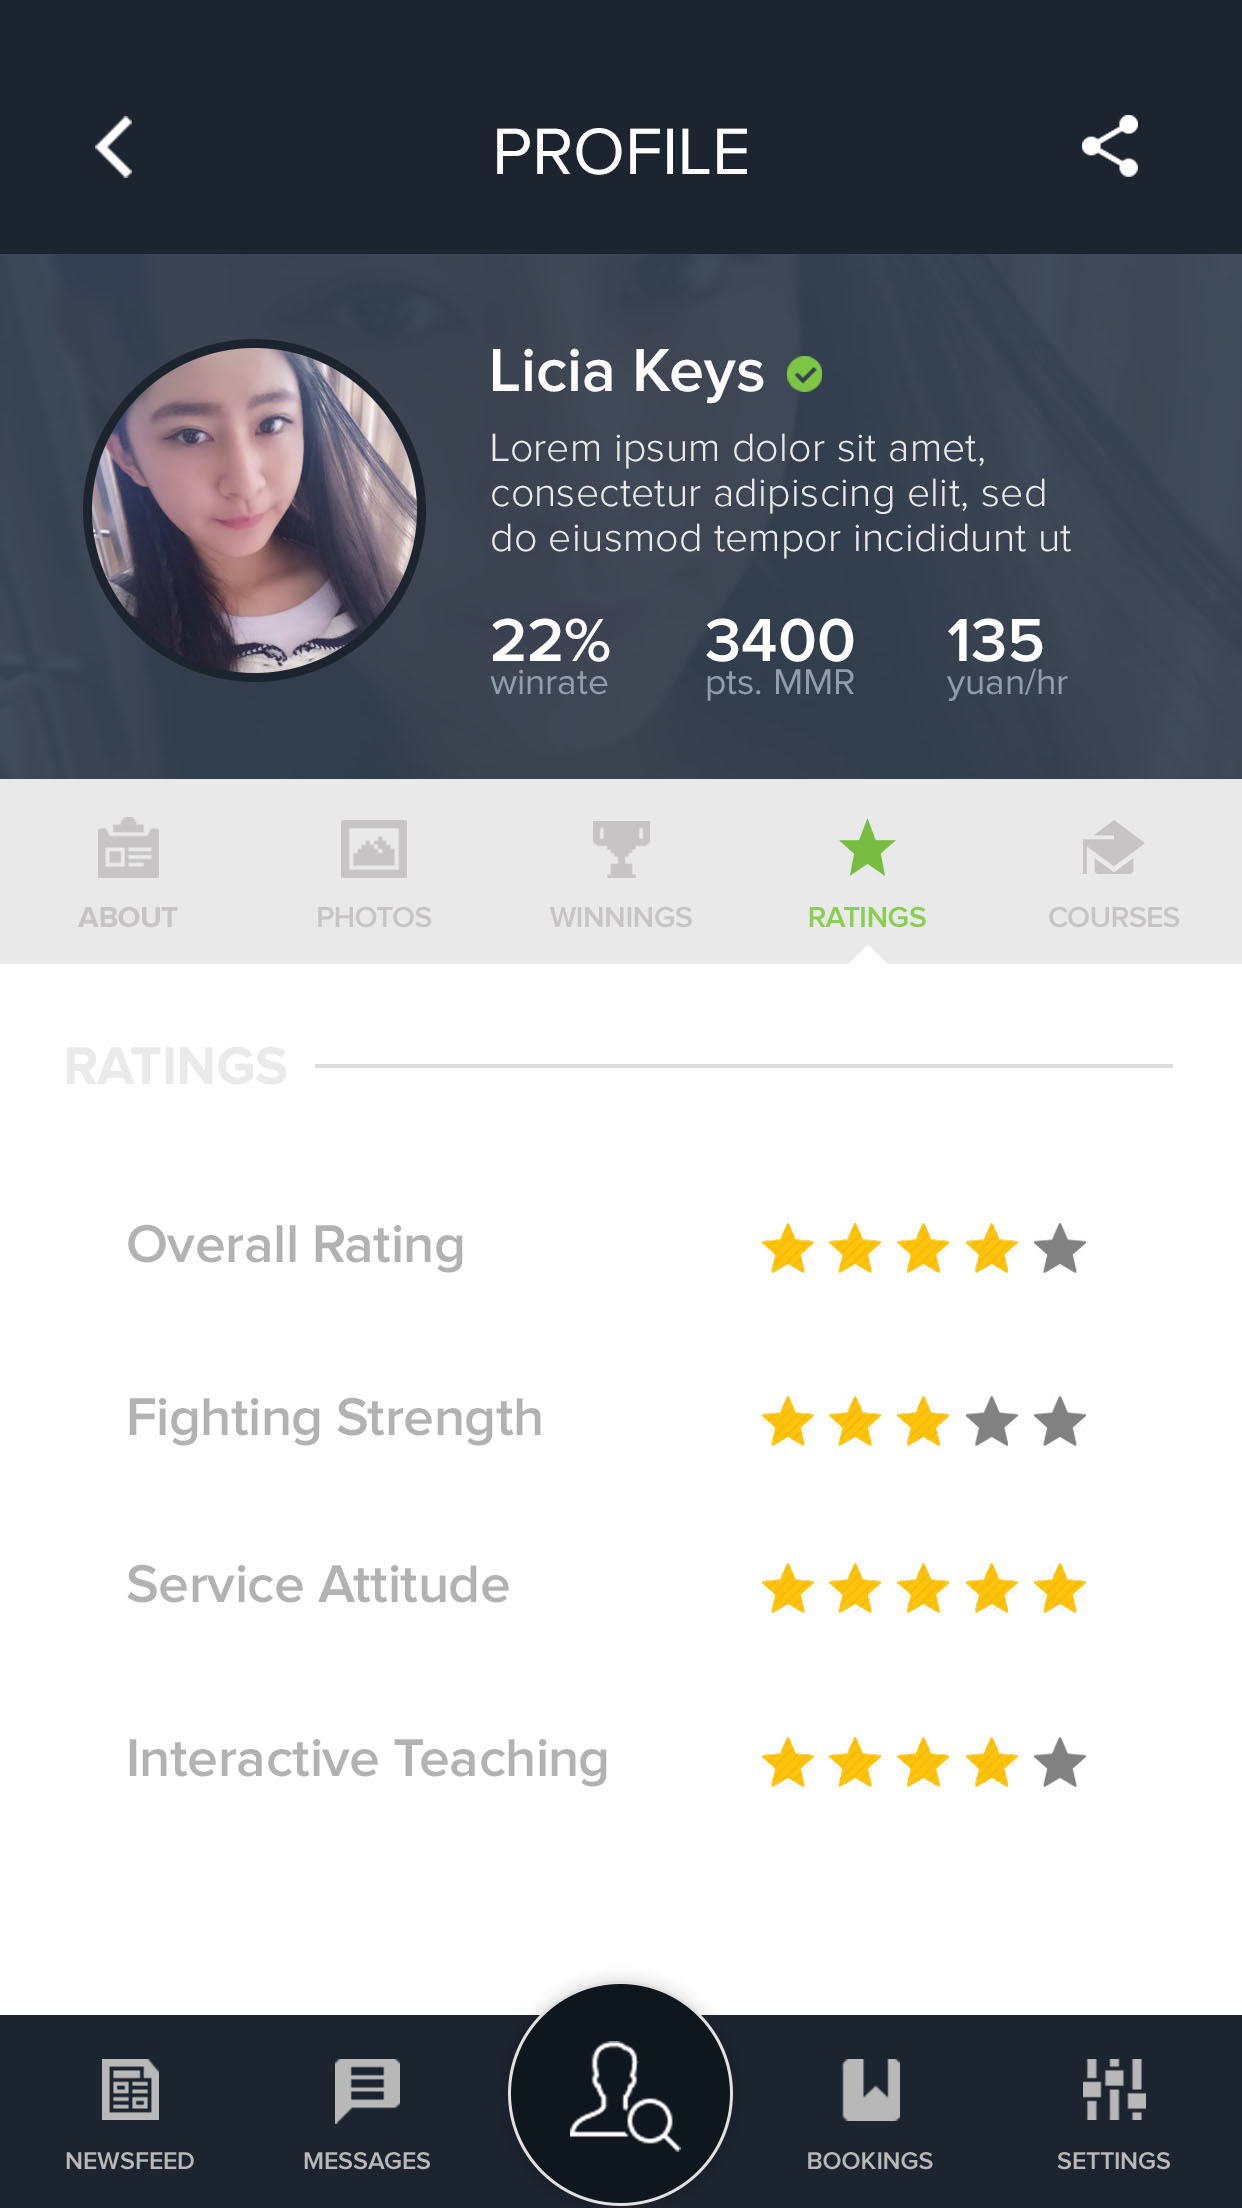 PROFILE
Licia Keys
Lorem ipsum dolor sit amet,
consectetur adipiscing elit, sed
do eiusmod tempor incididunt ut
22% 3400 135
winrate pts. MMR yuan/hr
ABOUT PHOTOS WINNINGS RATINGS COURSES
RATINGS
Overall Rating
Fighting Strength
Service Attitude
Interactive Teaching
NEWSFEED MESSAGES BOOKINGS SETTINGS